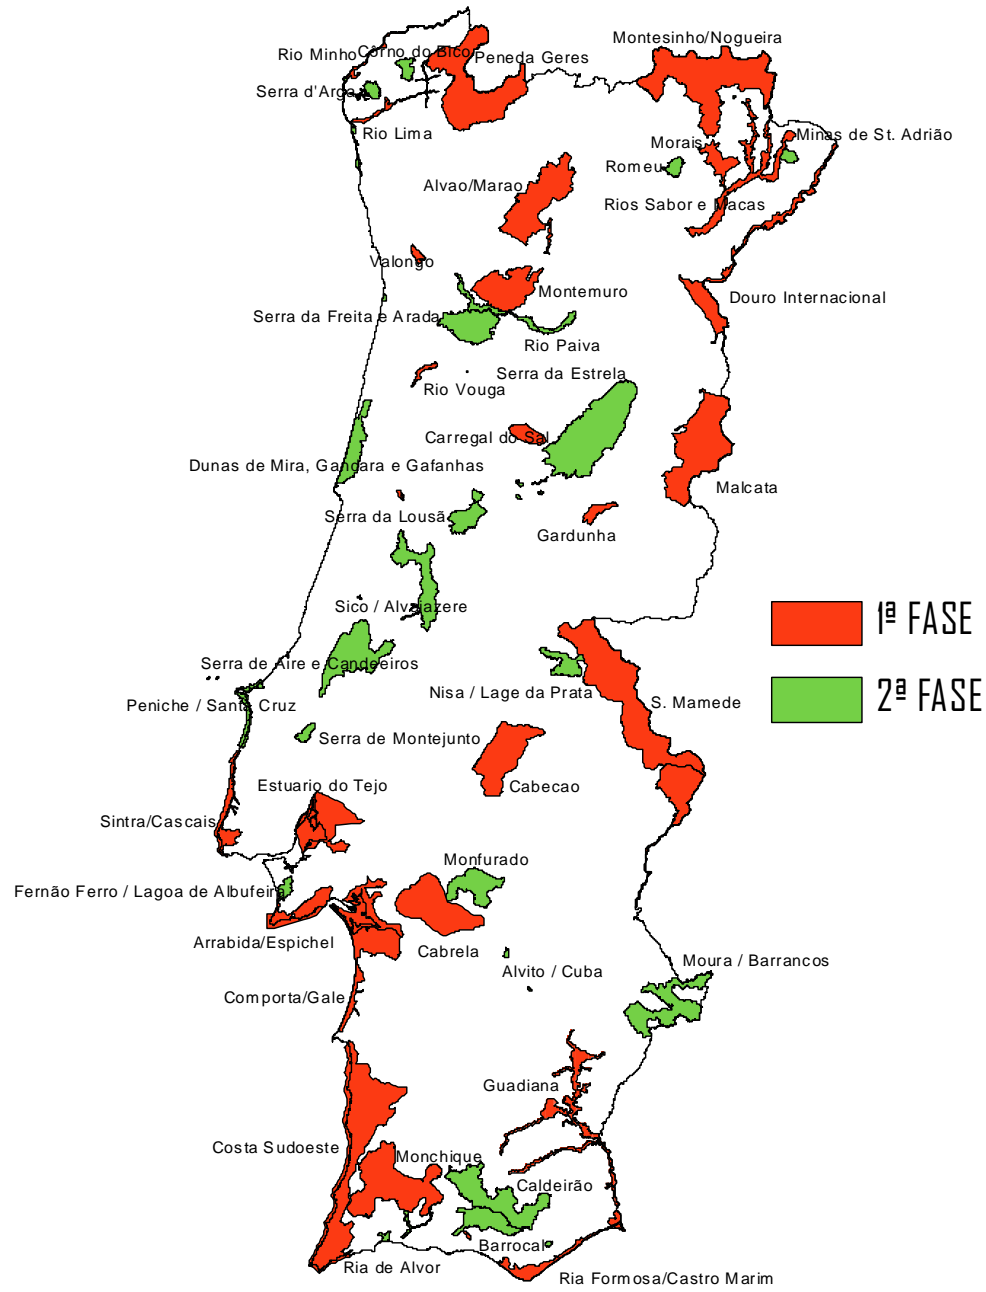 Montesinho/Nogueira
Rio Minho
Côrno do Bico
Peneda Geres
Serra d'Arga
Rio Lima
Minas de St. Adrião
Morais
Romeu
Alvao/Marao
Rios Sabor e Macas
Valongo
Montemuro
Douro Internacional
Serra da Freita e Arada
Rio Paiva
Serra da Estrela
Rio Vouga
Carregal do Sal
Dunas de Mira, Gandara e Gafanhas
Malcata
Serra da Lousã
Gardunha
Sico / Alvaiazere
1ª FASE
Serra de Aire e Candeeiros
Nisa / Lage da Prata
S. Mamede
2ª FASE
Peniche / Santa Cruz
Serra de Montejunto
Estuario do Tejo
Cabecao
Sintra/Cascais
Monfurado
Fernão Ferro / Lagoa de Albufeira
Arrabida/Espichel
Cabrela
Moura / Barrancos
Alvito / Cuba
Comporta/Gale
Guadiana
Costa Sudoeste
Monchique
Caldeirão
Barrocal
Ria de Alvor
Ria Formosa/Castro Marim